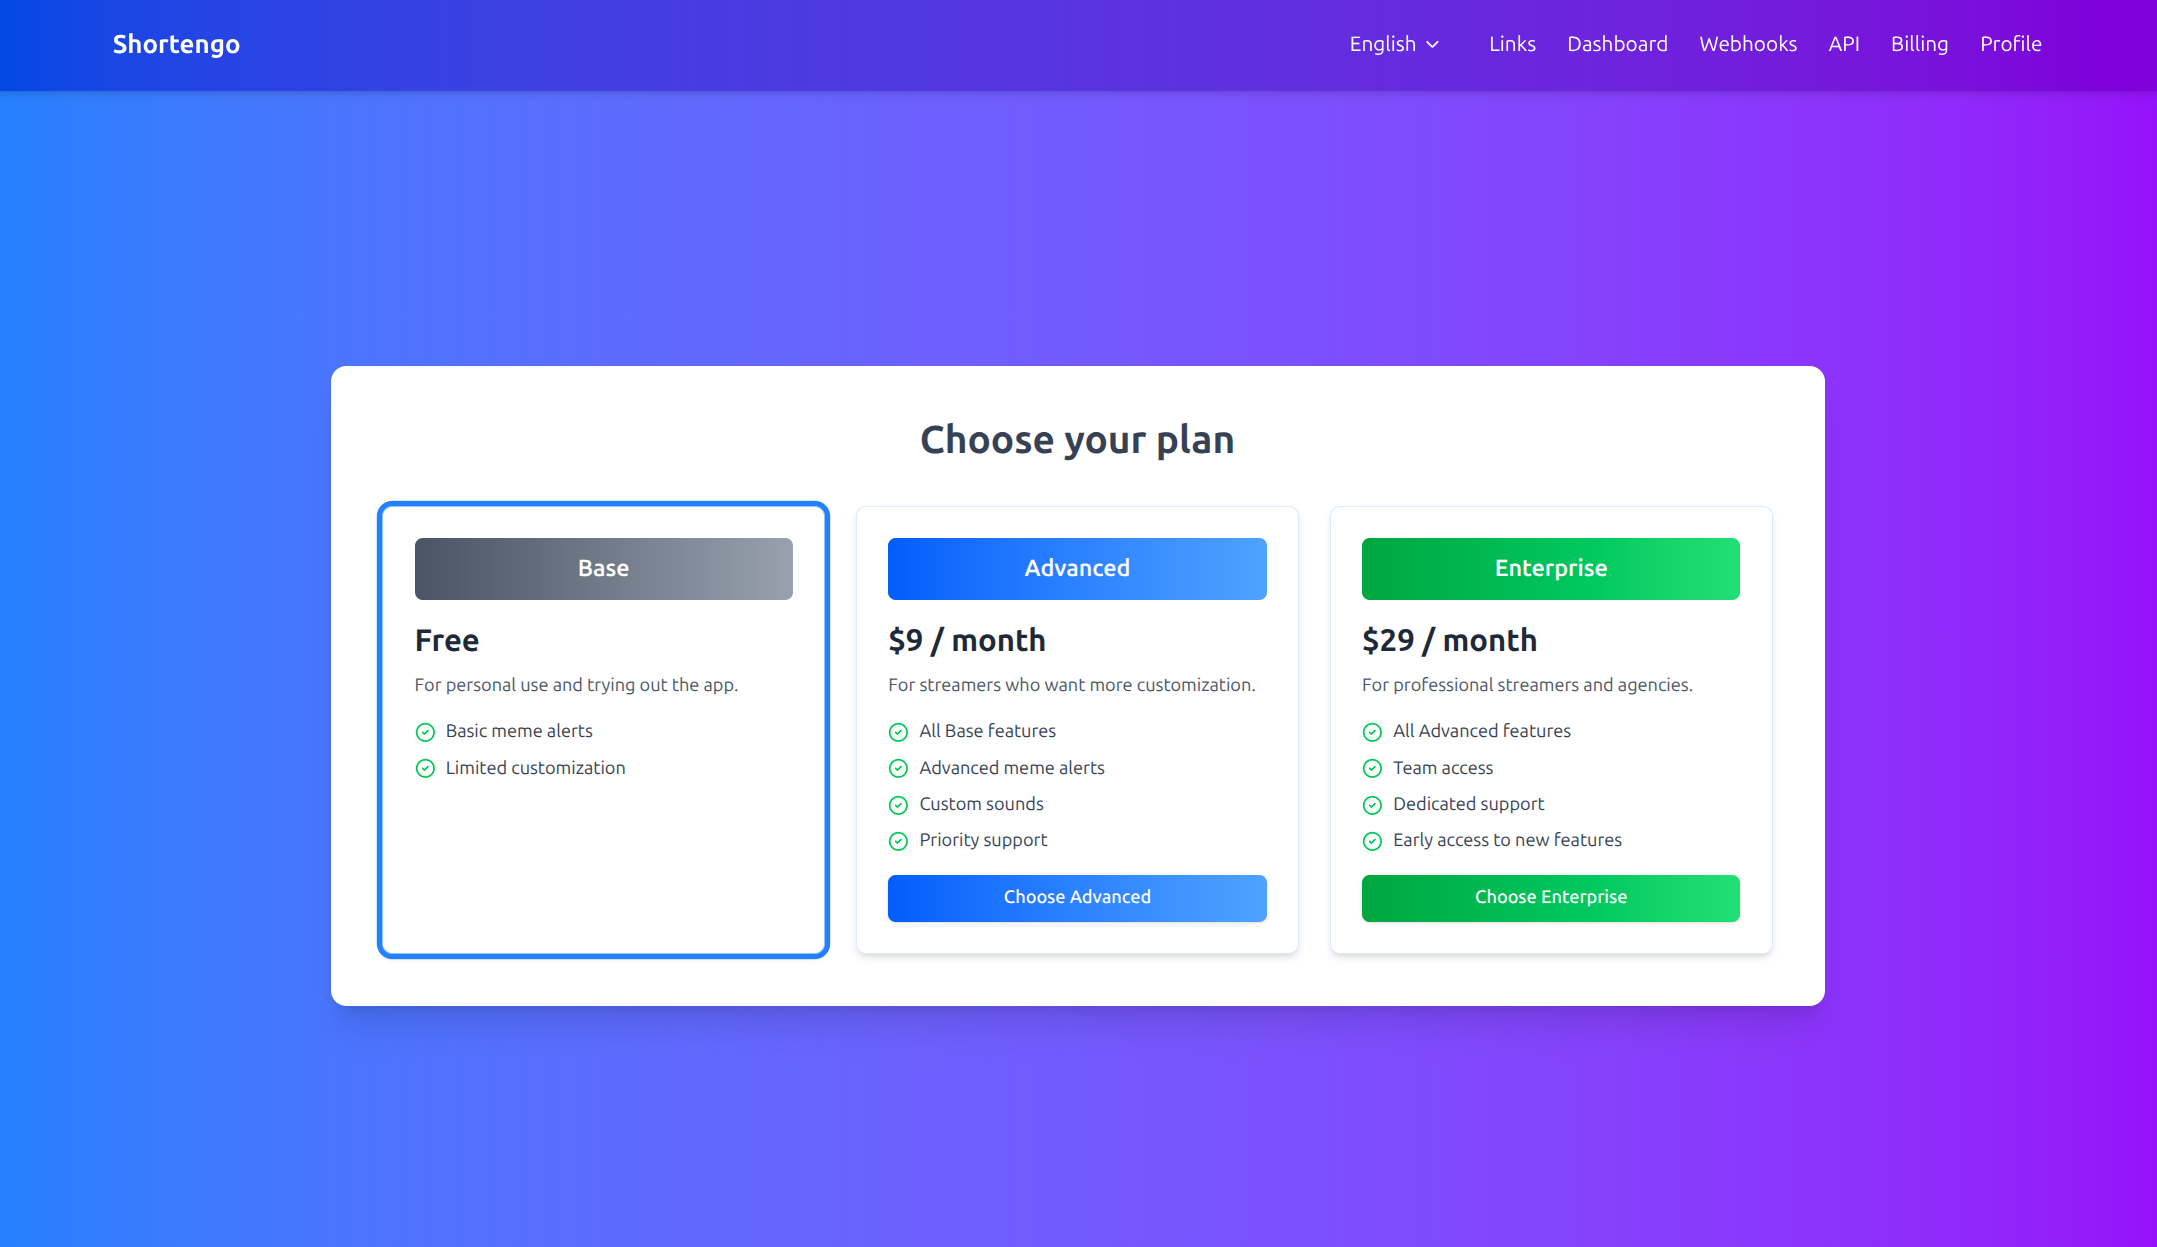 Shortengo
English
Links
Dashboard
Webhooks
API
Billing
Profile
Choose your plan
Base
Free
For personal use and trying out the app.
Basic meme alerts
Limited customization
Advanced
$9 / month
For streamers who want more customization.
All Base features
Advanced meme alerts
Custom sounds
Priority support
Choose Advanced
Enterprise
$29 / month
For professional streamers and agencies.
All Advanced features
Team access
Dedicated support
Early access to new features
Choose Enterprise